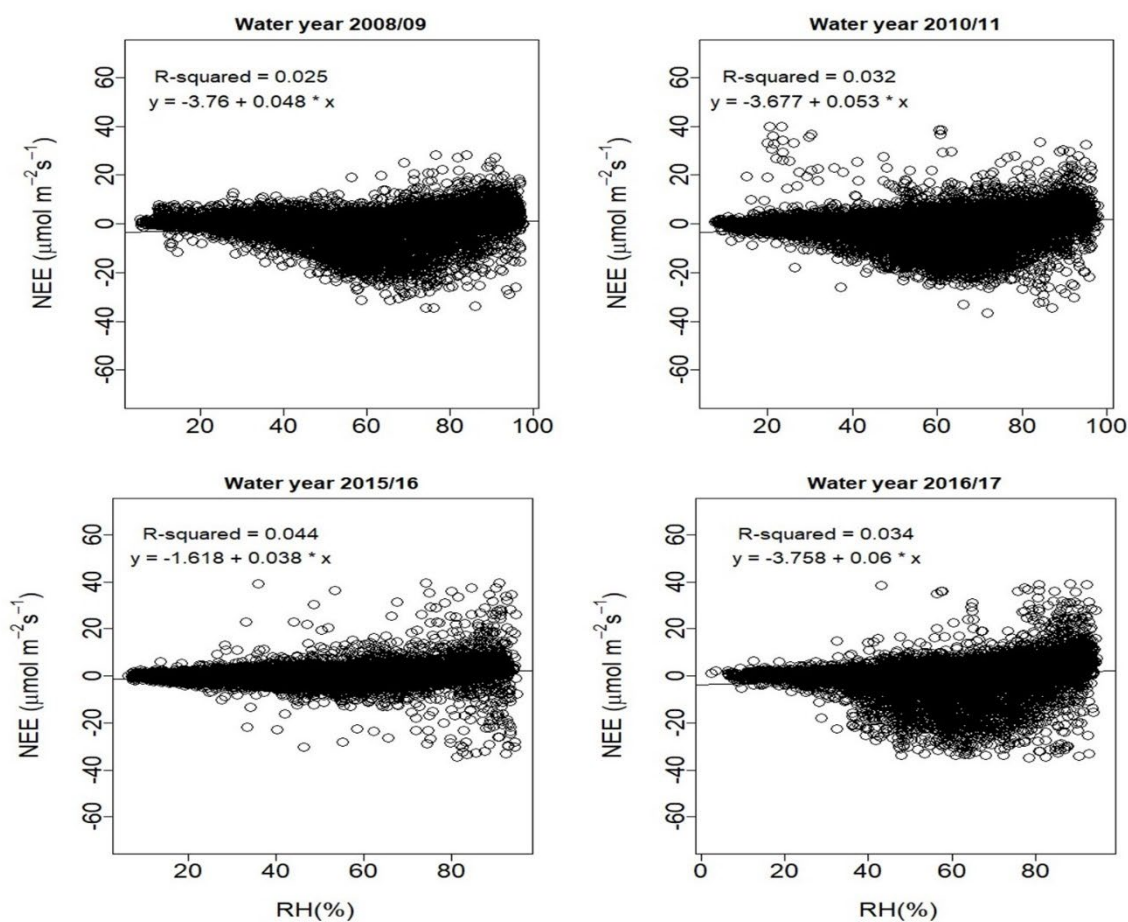 Water year 2008/09
R-squared = 0.025
y = -3.76 + 0.048 * x
NEE (μmol m−2s−1)
60
40
20
0
-20
-40
-60
20
40
60
80
100
Water year 2010/11
R-squared = 0.032
y = -3.677 + 0.053 * x
NEE (μmol m−2s−1)
60
40
20
0
-20
-40
-60
20
40
60
80
100
Water year 2015/16
R-squared = 0.044
y = -1.618 + 0.038 * x
NEE (μmol m−2s−1)
60
40
20
0
-20
-40
-60
20
40
60
80
RH(%)
Water year 2016/17
R-squared = 0.034
y = -3.758 + 0.06 * x
NEE (μmol m−2s−1)
60
40
20
0
-20
-40
-60
0
20
40
60
80
RH(%)